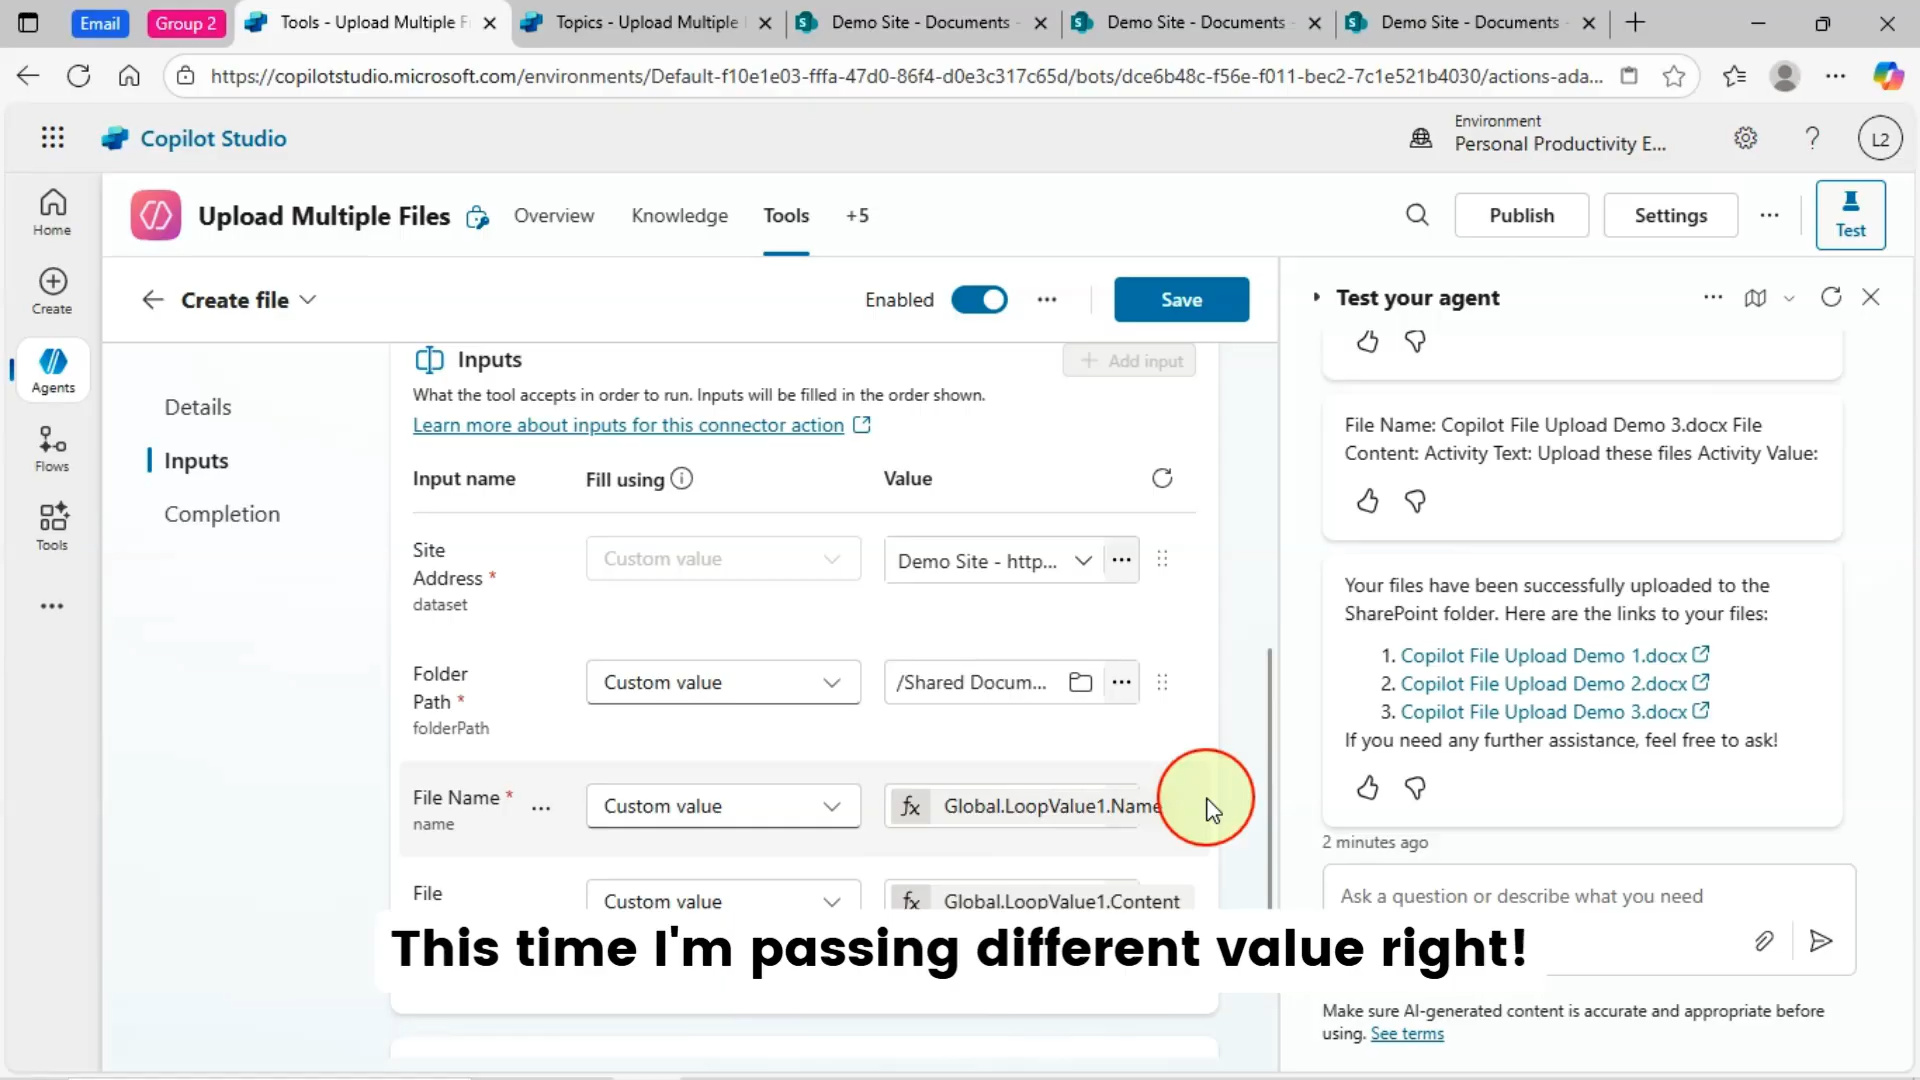 Email
Group 2
Tools - Upload Multiple Fi
Topics - Upload Multiple
Demo Site - Documents
Demo Site - Documents
Demo Site - Documents
https://copilotstudio.microsoft.com/environments/Default-f10e1e03-fffa-47d0-86f4-d0e3c317c65d/bots/dce6b48c-f56e-f011-bec2-7c1e521b4030/actions-ada...
Copilot Studio
Environment
Personal Productivity E...
L2
Home
Create
Agents
Flows
Tools
Upload Multiple Files
Overview
Knowledge
Tools
+5
Publish
Settings
Test
Create file
Enabled
Save
Details
Inputs
Completion
Inputs
+ Add input
What the tool accepts in order to run. Inputs will be filled in the order shown.
Learn more about inputs for this connector action
Input name
Fill using
Value
Site
Address *
dataset
Custom value
Demo Site - http...
Folder
Path *
folderPath
Custom value
/Shared Docum...
File Name *
name
Custom value
fx Global.LoopValue1.Name
File
Custom value
fx Global.LoopValue1.Content
Test your agent
File Name: Copilot File Upload Demo 3.docx File
Content: Activity Text: Upload these files Activity Value:
Your files have been successfully uploaded to the
SharePoint folder. Here are the links to your files:
1. Copilot File Upload Demo 1.docx
2. Copilot File Upload Demo 2.docx
3. Copilot File Upload Demo 3.docx
If you need any further assistance, feel free to ask!
2 minutes ago
Ask a question or describe what you need
Make sure AI-generated content is accurate and appropriate before
using. See terms
This time I'm passing different value right!